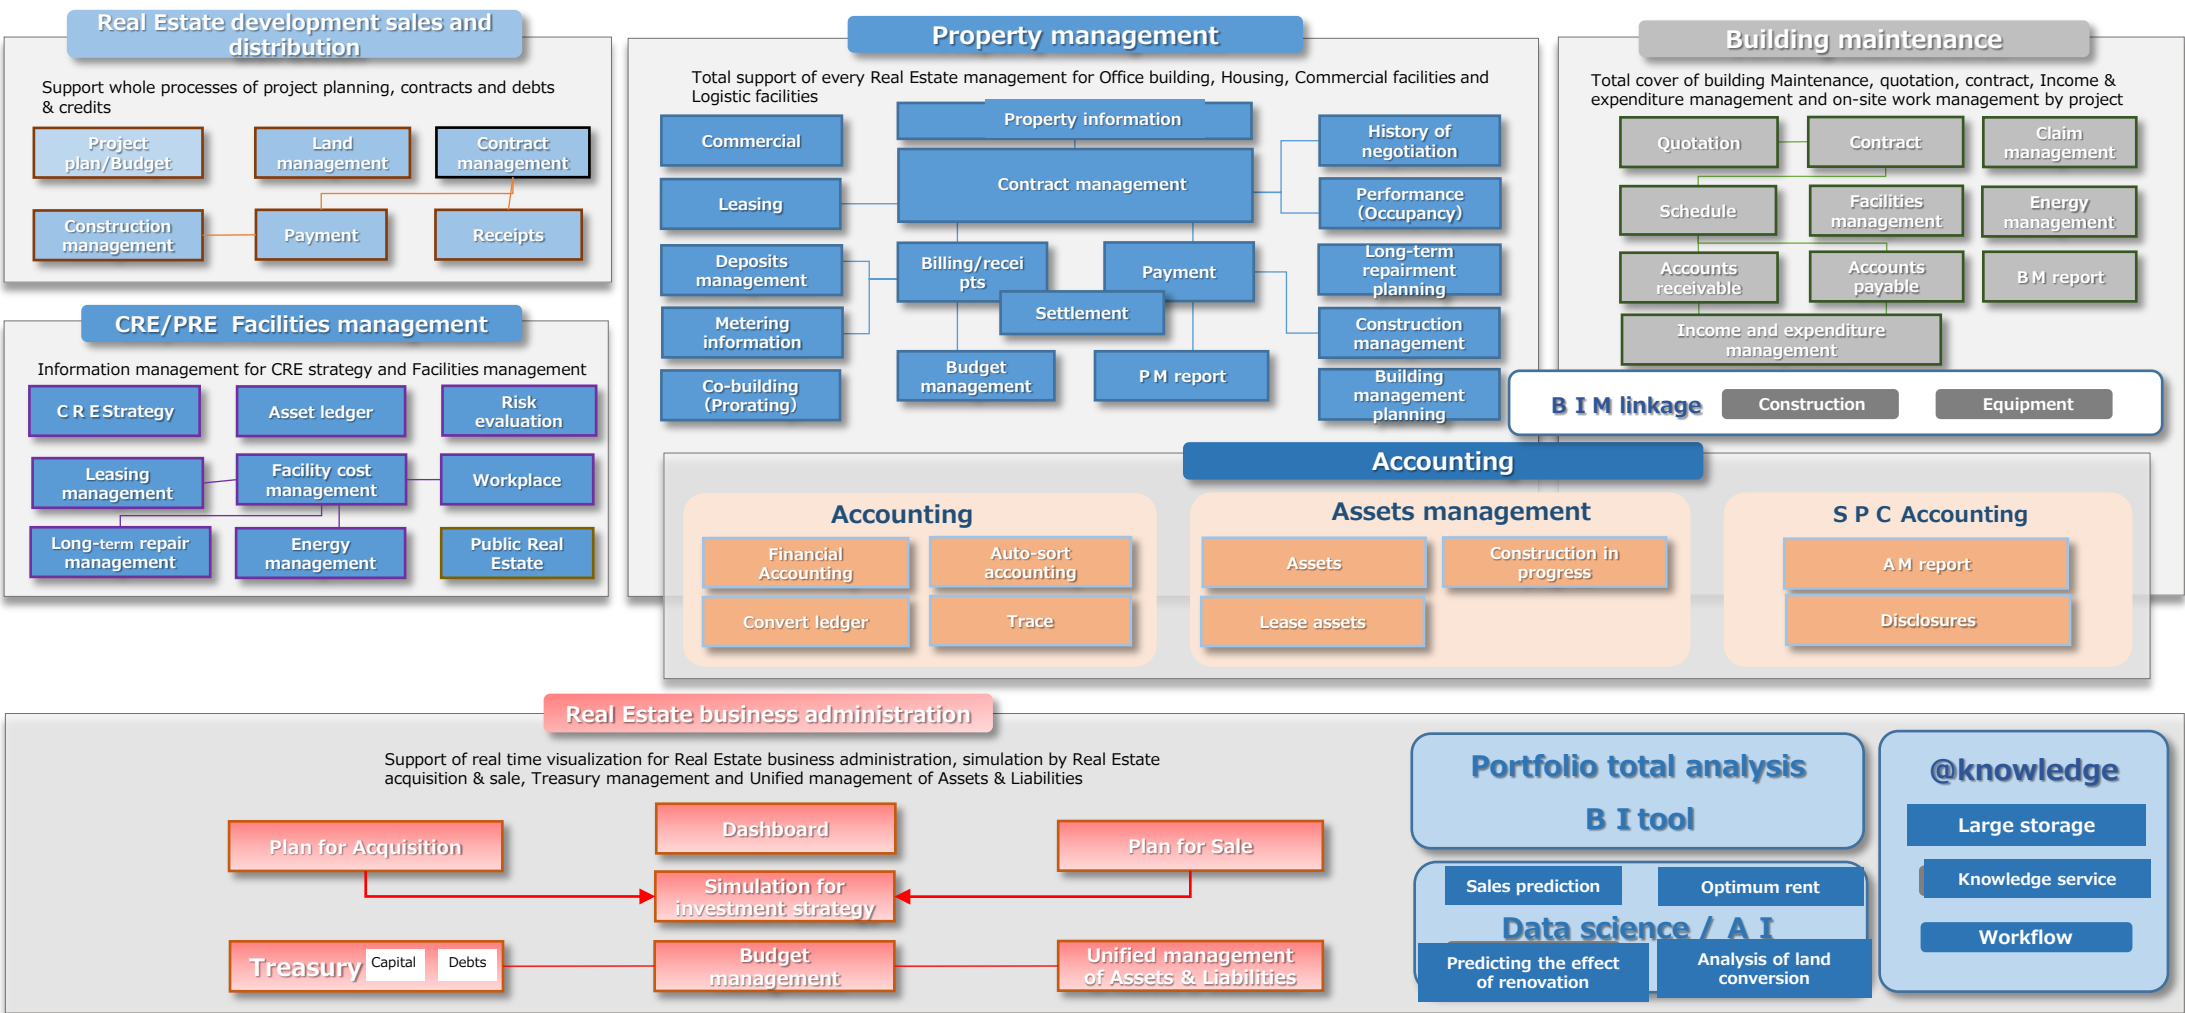 Real Estate development sales and
distribution
Support whole processes of project planning, contracts and debts
& credits
Project
plan/Budget
Land
management
Contract
management
Construction
management
Payment
Receipts
CRE/PRE Facilities management
Information management for CRE strategy and Facilities management
C R E Strategy
Asset ledger
Risk
evaluation
Leasing
management
Facility cost
management
Workplace
Long-term repair
management
Energy
management
Public Real
Estate
Property management
Total support of every Real Estate management for Office building, Housing, Commercial facilities and
Logistic facilities
Commercial
Property information
History of
negotiation
Leasing
Contract management
Performance
(Occupancy)
Deposits
management
Billing/recei
pts
Payment
Long-term
repairment
planning
Settlement
Metering
information
Construction
management
Co-building
(Prorating)
Budget
management
P M report
Building
management
planning
Building maintenance
Total cover of building Maintenance, quotation, contract, Income &
expenditure management and on-site work management by project
Quotation
Contract
Claim
management
Schedule
Facilities
management
Energy
management
Accounts
receivable
Accounts
payable
B M report
Income and expenditure
management
B I M linkage
Construction
Equipment
Accounting
Accounting
Financial
Accounting
Auto-sort
accounting
Convert ledger
Trace
Assets management
Assets
Construction in
progress
Lease assets
S P C Accounting
A M report
Disclosures
Real Estate business administration
Support of real time visualization for Real Estate business administration, simulation by Real Estate
acquisition & sale, Treasury management and Unified management of Assets & Liabilities
Plan for Acquisition
Dashboard
Plan for Sale
Simulation for
investment strategy
Treasury
Capital
Debts
Budget
management
Unified management
of Assets & Liabilities
Portfolio total analysis
B I tool
Sales prediction
Optimum rent
Data science / A I
Predicting the effect
of renovation
Analysis of land
conversion
@knowledge
Large storage
Knowledge service
Workflow